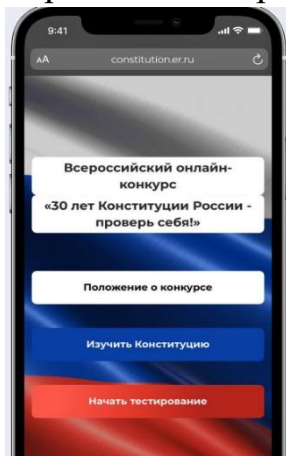 9:41
AA
constitution.er.ru
Всероссийский онлайн-
конкурс
«30 лет Конституции России -
проверь себя!»
Положение о конкурсе
Изучить Конституцию
Начать тестирование